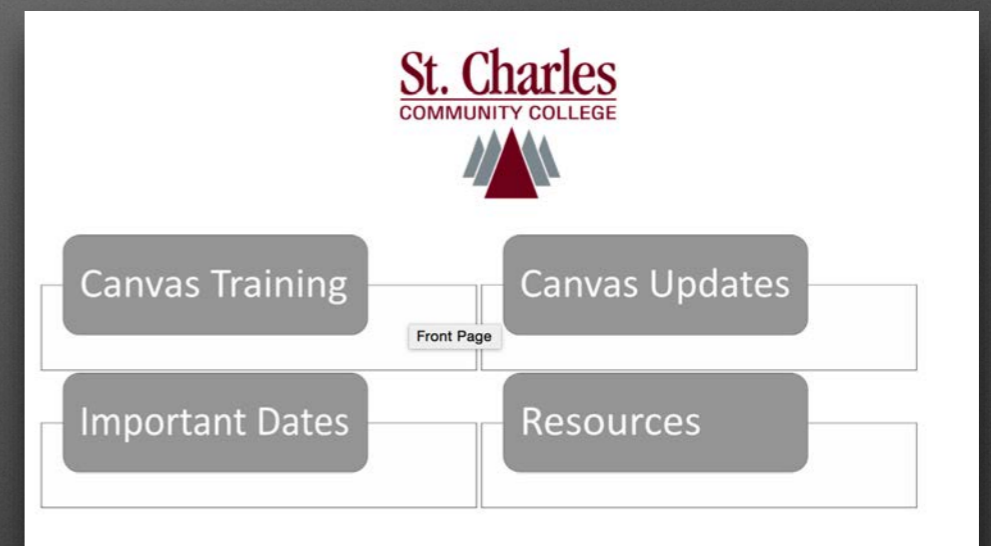 St. Charles
COMMUNITY COLLEGE
Canvas Training
Canvas Updates
Front Page
Important Dates
Resources